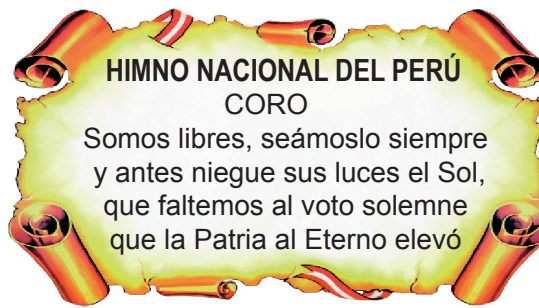 HIMNO NACIONAL DEL PERÚ
CORO
Somos libres, seámoslo siempre
y antes niegue sus luces el Sol,
que faltemos al voto solemne
que la Patria al Eterno elevó